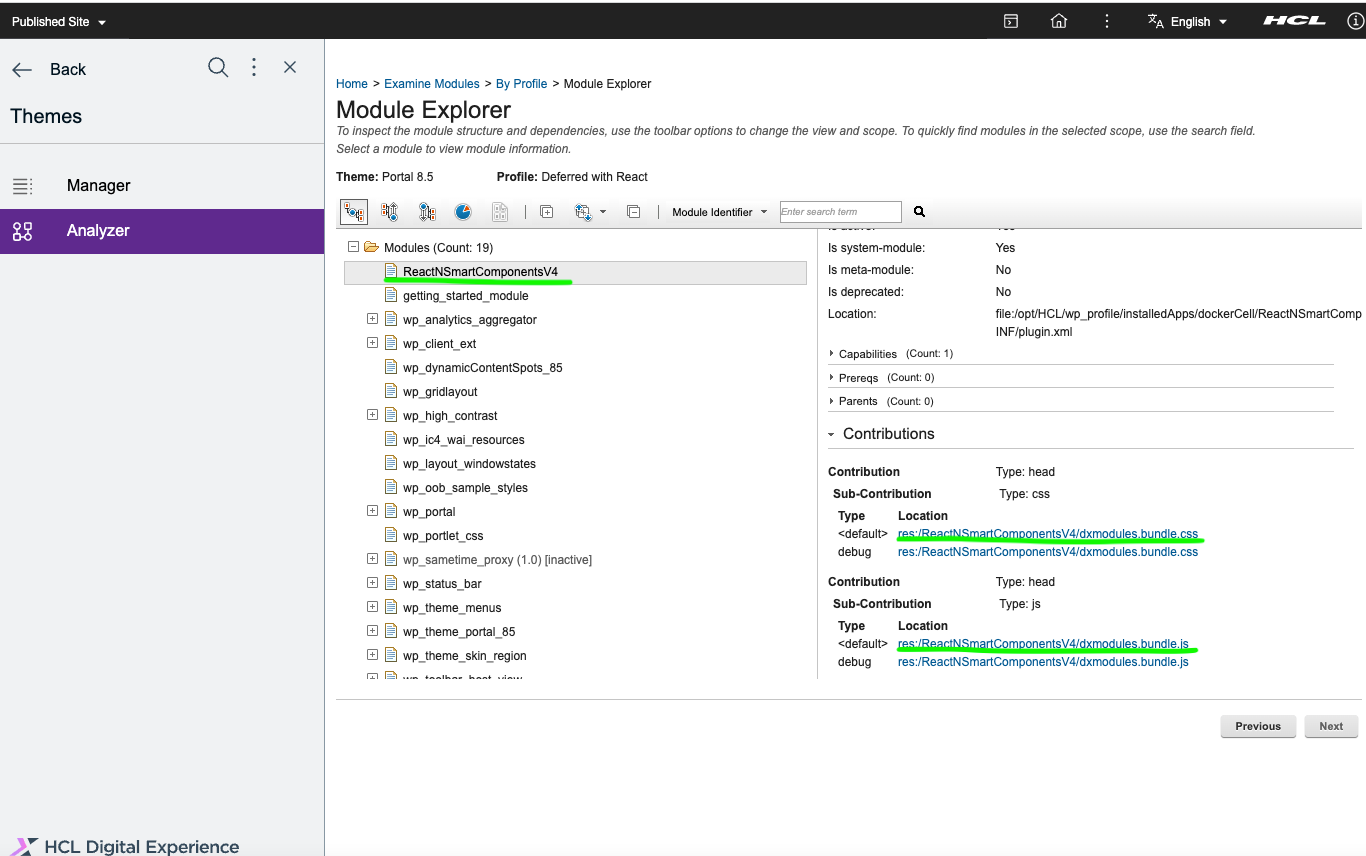 Published Site
English
HCL
Back
Themes
Manager
Analyzer
HCL Digital Experience
Home > Examine Modules > By Profile > Module Explorer
Module Explorer
To inspect the module structure and dependencies, use the toolbar options to change the view and scope. To quickly find modules in the selected scope, use the search field.
Select a module to view module information.
Theme: Portal 8.5 Profile: Deferred with React
Module Identifier
Enter search term
Modules (Count: 19)
ReactNSmartComponentsV4
getting_started_module
wp_analytics_aggregator
wp_client_ext
wp_dynamicContentSpots_85
wp_gridlayout
wp_high_contrast
wp_ic4_wai_resources
wp_layout_windowstates
wp_oob_sample_styles
wp_portal
wp_portlet_css
wp_sametime_proxy (1.0) [inactive]
wp_status_bar
wp_theme_menus
wp_theme_portal_85
wp_theme_skin_region
Is system-module: Yes
Is meta-module: No
Is deprecated: No
Location: file:/opt/HCL/wp_profile/installedApps/dockerCell/ReactNSmartComp
INF/plugin.xml
Capabilities (Count: 1)
Prereqs (Count: 0)
Parents (Count: 0)
Contributions
Contribution Type: head
Sub-Contribution Type: css
Type Location
<default> res:/ReactNSmartComponentsV4/dxmodules.bundle.css
debug res:/ReactNSmartComponentsV4/dxmodules.bundle.css
Contribution Type: head
Sub-Contribution Type: js
Type Location
<default> res:/ReactNSmartComponentsV4/dxmodules.bundle.js
debug res:/ReactNSmartComponentsV4/dxmodules.bundle.js
Previous
Next